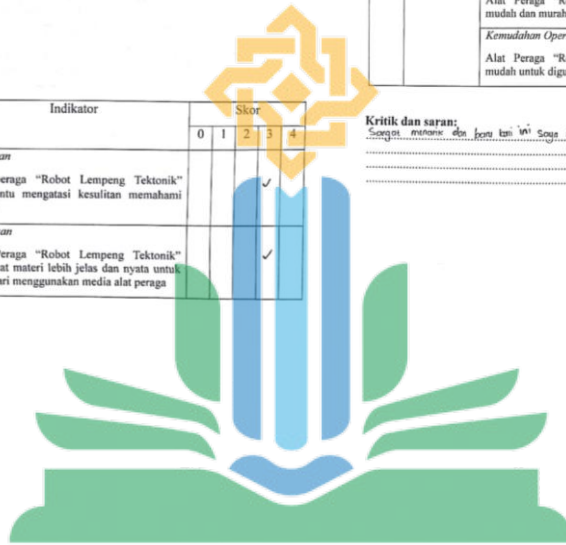 Alat Peraga "R
mudah dan murah
Kemudahan Oper
Alat Peraga "R
mudah untuk digu
Indikator Skor
0 1 2 3 4
an
eraga "Robot Lempeng Tektonik"
ntu mengatasi kesulitan memahami
an
eraga "Robot Lempeng Tektonik"
at materi lebih jelas dan nyata untuk
ari menggunakan media alat peraga
Kritik dan saran:
Sangat menarik dan baru kali ini saya